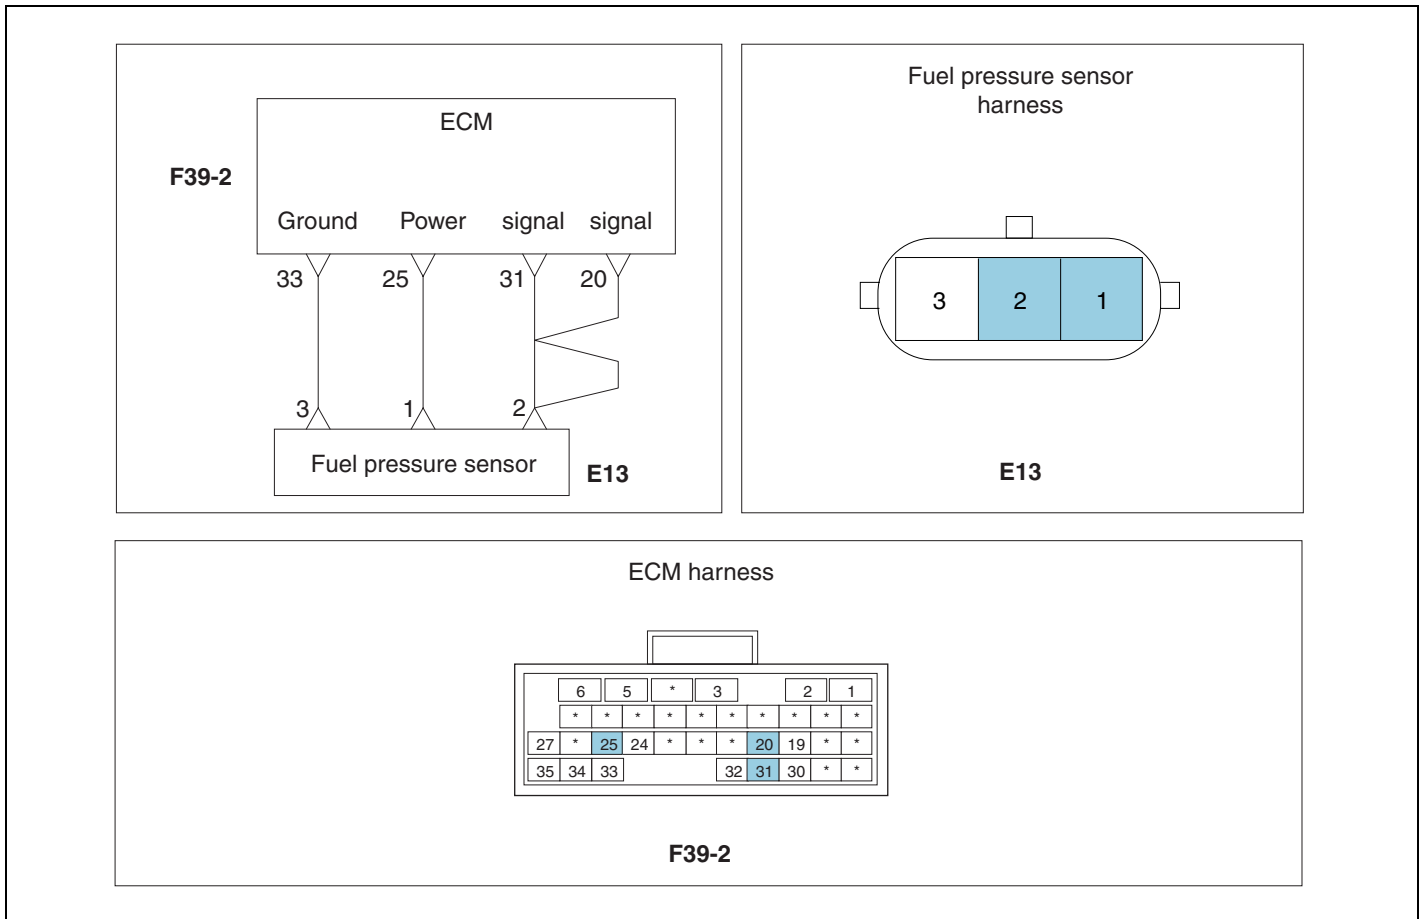 ECM
F39-2
Ground Power signal signal
33 25 31 20
3 1 2
Fuel pressure sensor
E13
Fuel pressure sensor
harness
3 2 1
E13
ECM harness
6 5 * 3 2 1
* * * * * * * * * *
27 * 25 24 * * * 20 19 * *
35 34 33 32 31 30 * *
F39-2